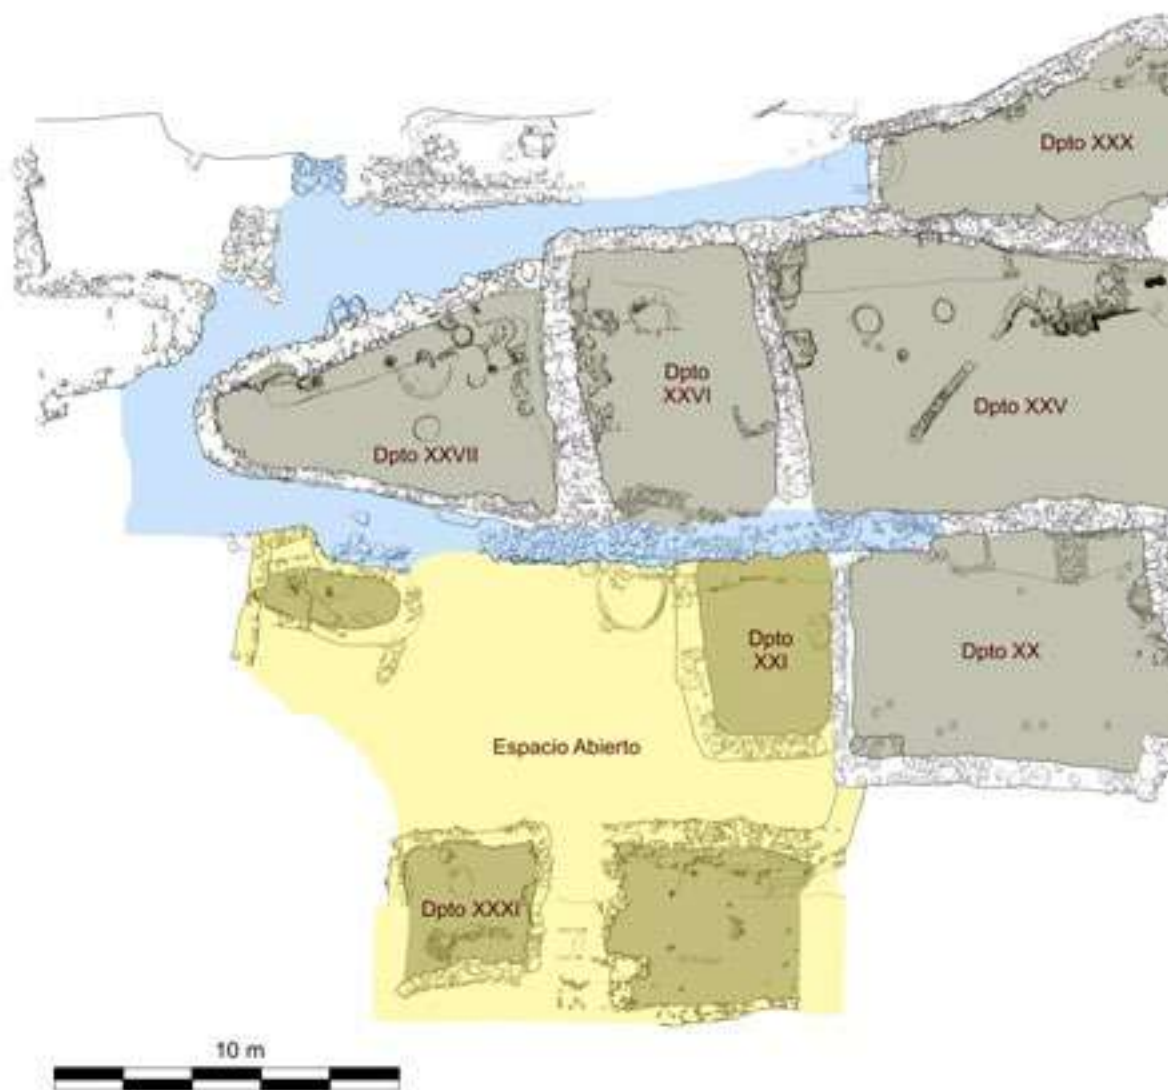 Dpto XXX
Dpto
XXVI
Dpto XXV
Dpto XXVII
Dpto
XXI
Dpto XX
Espacio Abierto
Dpto XXXI
10 m